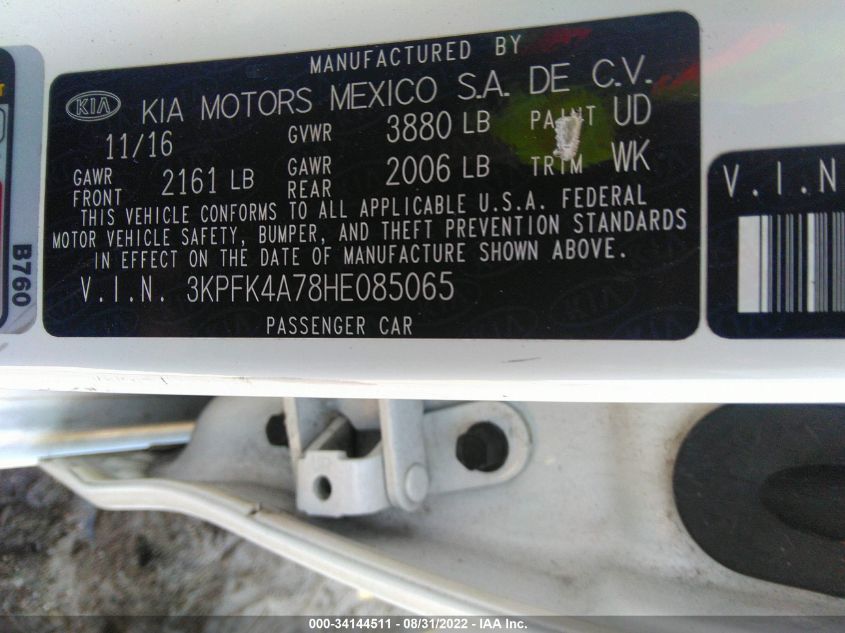 MANUFACTURED BY
KIA KIA MOTORS MEXICO S.A. DE C.V.
11/16 GVWR 3880 LB PAINT UD
GAWR FRONT 2161 LB GAWR REAR 2006 LB TRIM WK
THIS VEHICLE CONFORMS TO ALL APPLICABLE U.S.A. FEDERAL
MOTOR VEHICLE SAFETY, BUMPER, AND THEFT PREVENTION STANDARDS
IN EFFECT ON THE DATE OF MANUFACTURE SHOWN ABOVE.
V.I.N. 3KPFK4A78HE085065
PASSENGER CAR
B760
V.I.N
000-34144511 - 08/31/2022 - IAA Inc.